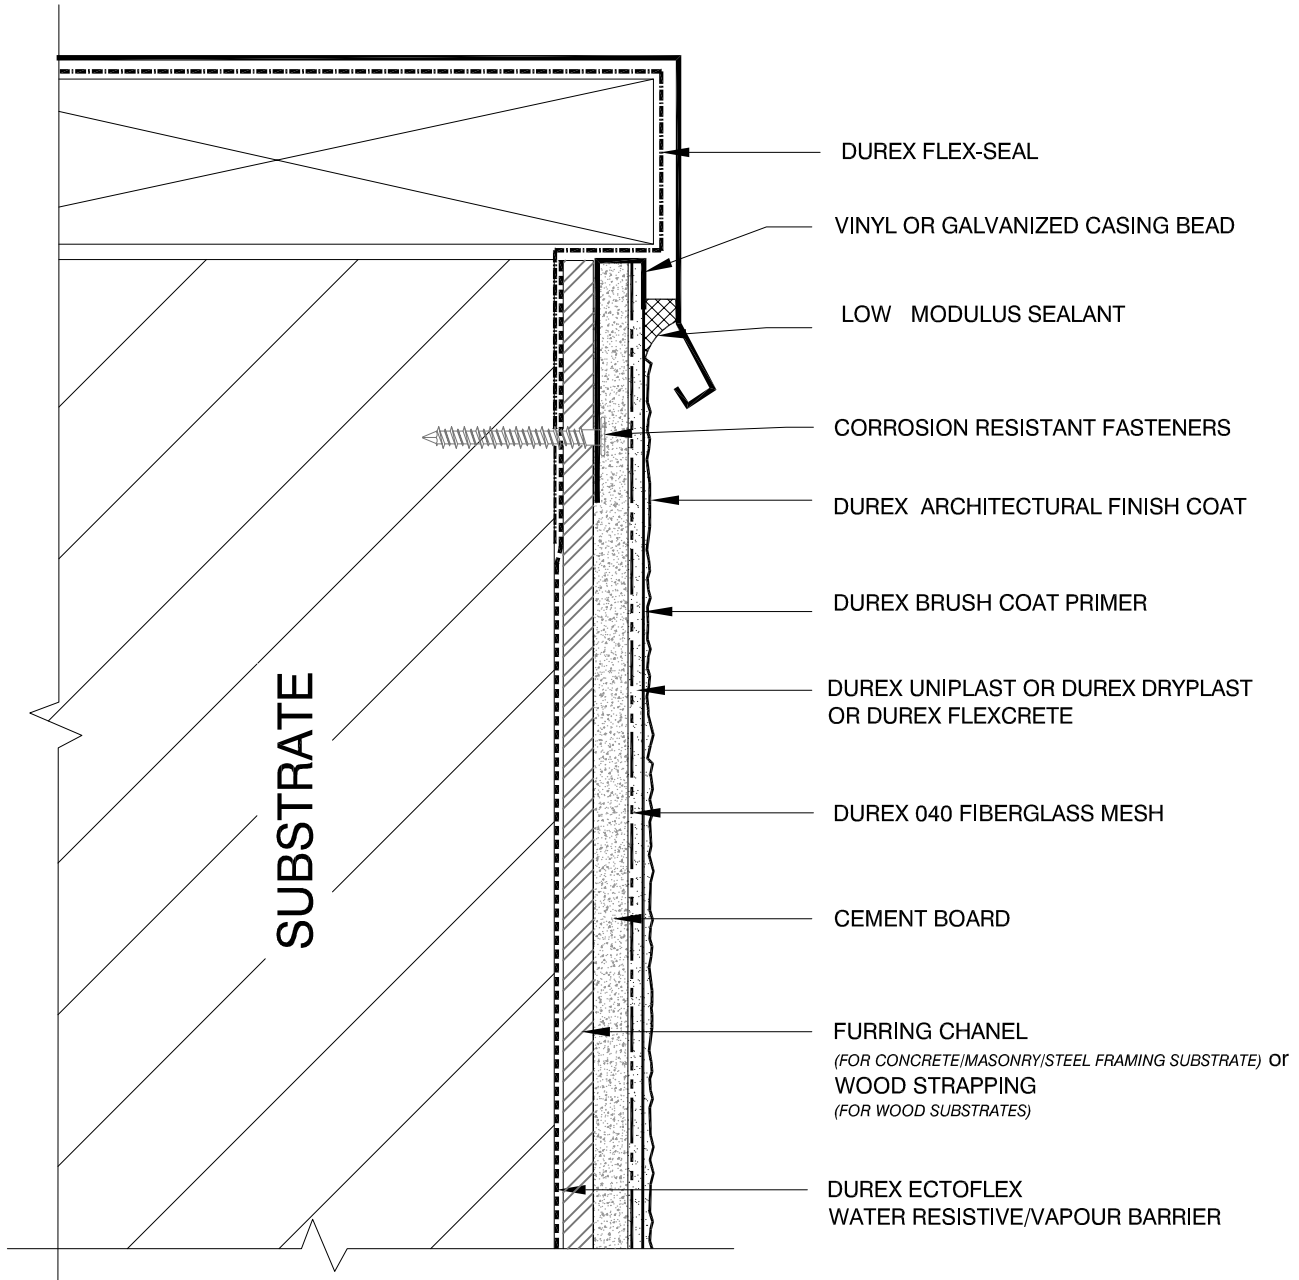 DUREX FLEX-SEAL
VINYL OR GALVANIZED CASING BEAD
LOW MODULUS SEALANT
CORROSION RESISTANT FASTENERS
DUREX ARCHITECTURAL FINISH COAT
DUREX BRUSH COAT PRIMER
DUREX UNIPLAST OR DUREX DRYPLAST
OR DUREX FLEXCRETE
SUBSTRATE
DUREX 040 FIBERGLASS MESH
CEMENT BOARD
FURRING CHANEL
(FOR CONCRETE/MASONRY/STEEL FRAMING SUBSTRATE) or
WOOD STRAPPING
(FOR WOOD SUBSTRATES)
DUREX ECTOFLEX
WATER RESISTIVE/VAPOUR BARRIER